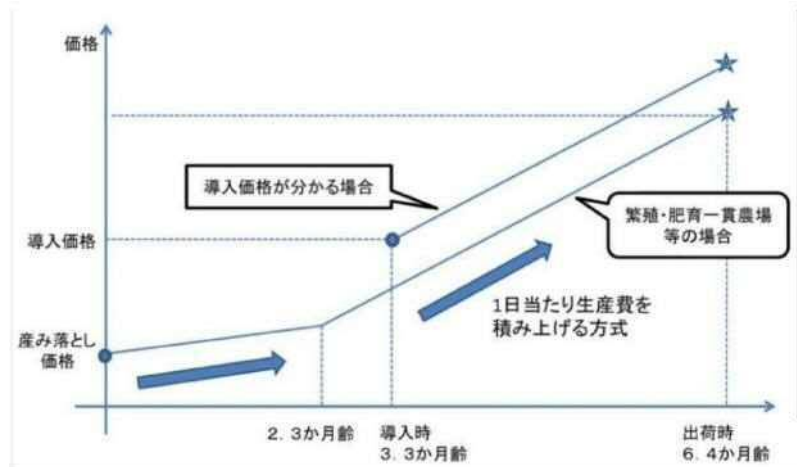 価格
導入価格が分かる場合
繁殖・肥育一貫農場
等の場合
導入価格
1日当たり生産費を
積み上げる方式
産み落とし
価格
2. 3か月齢
導入時
3. 3か月齢
出荷時
6. 4か月齢